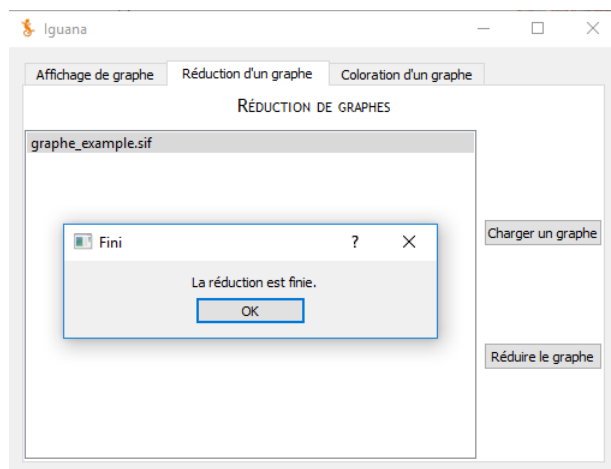 Iguana
Affichage de graphe Réduction d'un graphe Coloration d'un graphe
RÉDUCTION DE GRAPHES
graphe_example.sif
Charger un graphe
Fini ?
La réduction est finie.
OK
Réduire le graphe